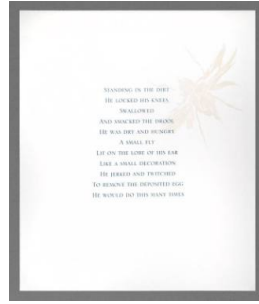 STANDING IN THE DIRT
HE LOCKED HIS KNEES
SWALLOWED
AND SMACKED THE DROOL
HE WAS DRY AND HUNGRY
A SMALL FLY
LIT ON THE LOBE OF HIS EAR
LIKE A SMALL DECORATION
HE JERKED AND TWITCHED
TO REMOVE THE DEPOSITED EGG
HE WOULD DO THIS MANY TIMES